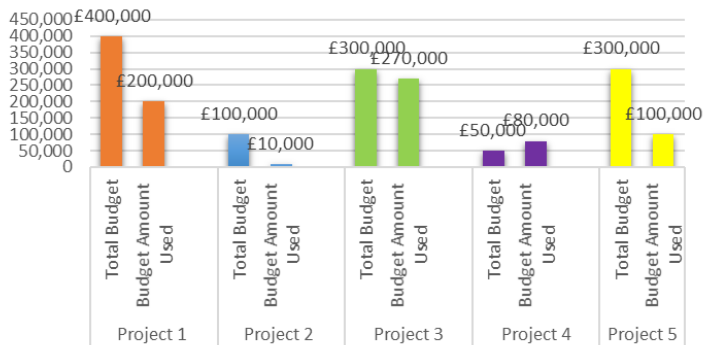 450,000
400,000
350,000
300,000
250,000
200,000
150,000
100,000
50,000
0
£400,000
£200,000
£100,000
£10,000
£300,000
£270,000
£50,000
£80,000
£300,000
£100,000
Total Budget
Budget Amount
Used
Total Budget
Budget Amount
Used
Total Budget
Budget Amount
Used
Total Budget
Budget Amount
Used
Total Budget
Budget Amount
Used
Project 1
Project 2
Project 3
Project 4
Project 5